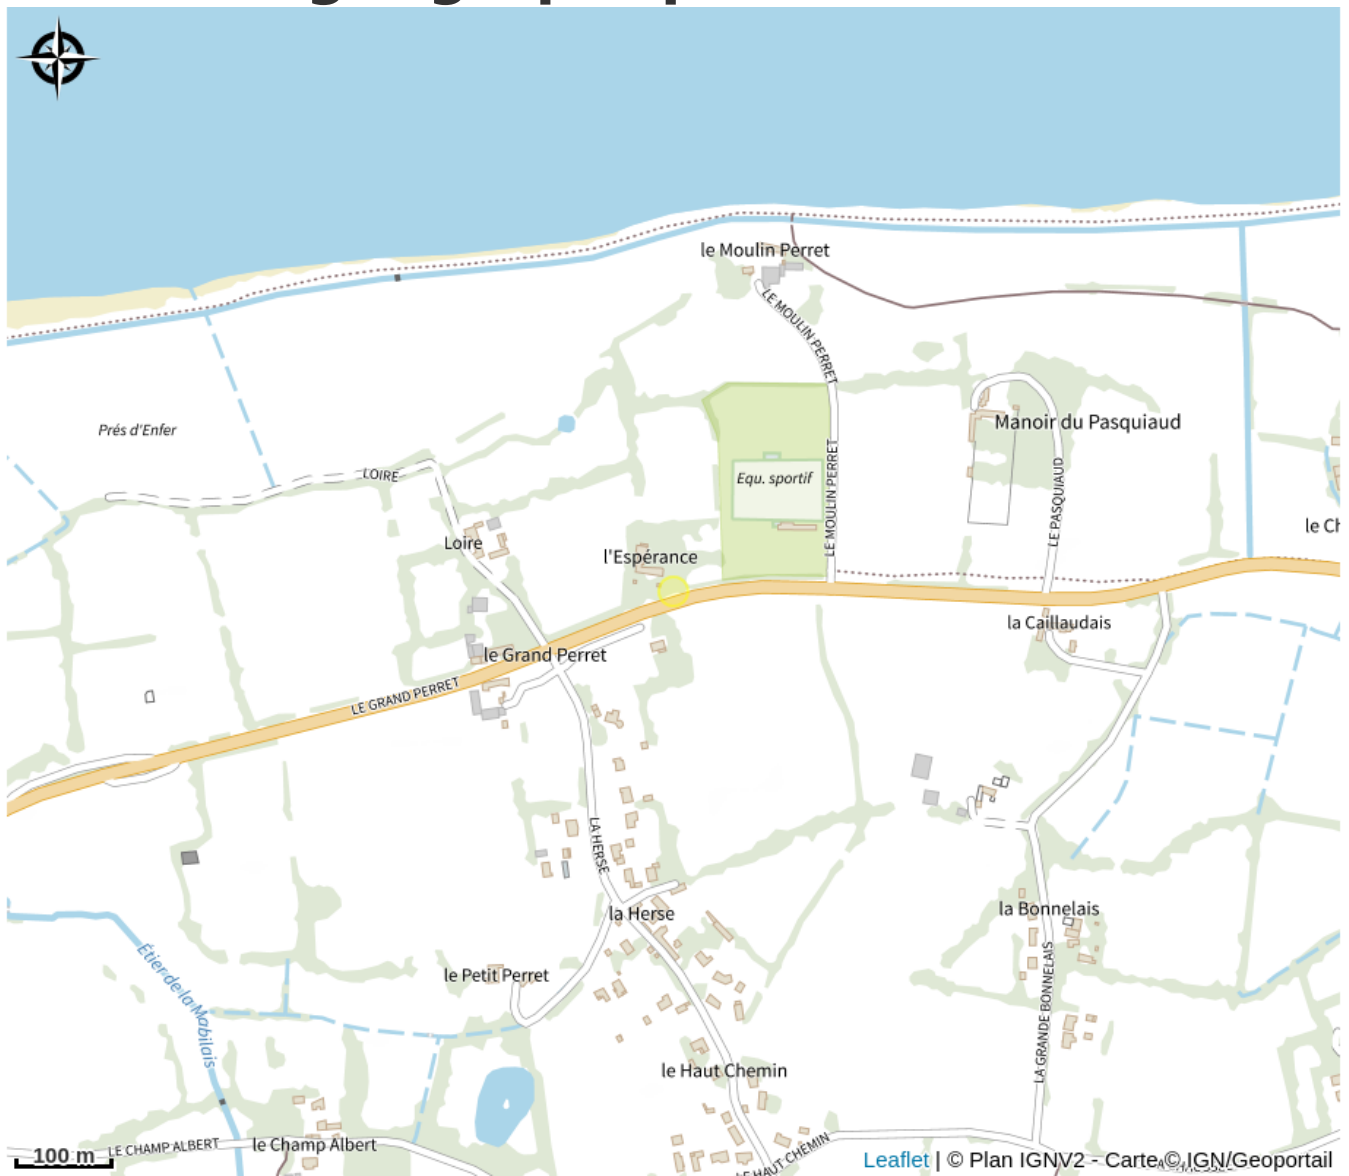 le Moulin Perret
LE MOULIN PERRET
Prés d'Enfer
Manoir du Pasquiaud
LOIRE
Equ. sportif
LE MOULIN PERRET
LE PASQUIAUD
le Ch
Loire
l'Espérance
la Caillaudais
le Grand Perret
LE GRAND PERRET
LA HERSE
la Herse
la Bonnelais
Étier de la Mabilais
le Petit Perret
LA GRANDE BONNELAIS
le Haut Chemin
LE CHAMP ALBERT
le Champ Albert
LE HAUT CHEMIN
100 m
Leaflet | © Plan IGNV2 - Carte © IGN/Geoportail